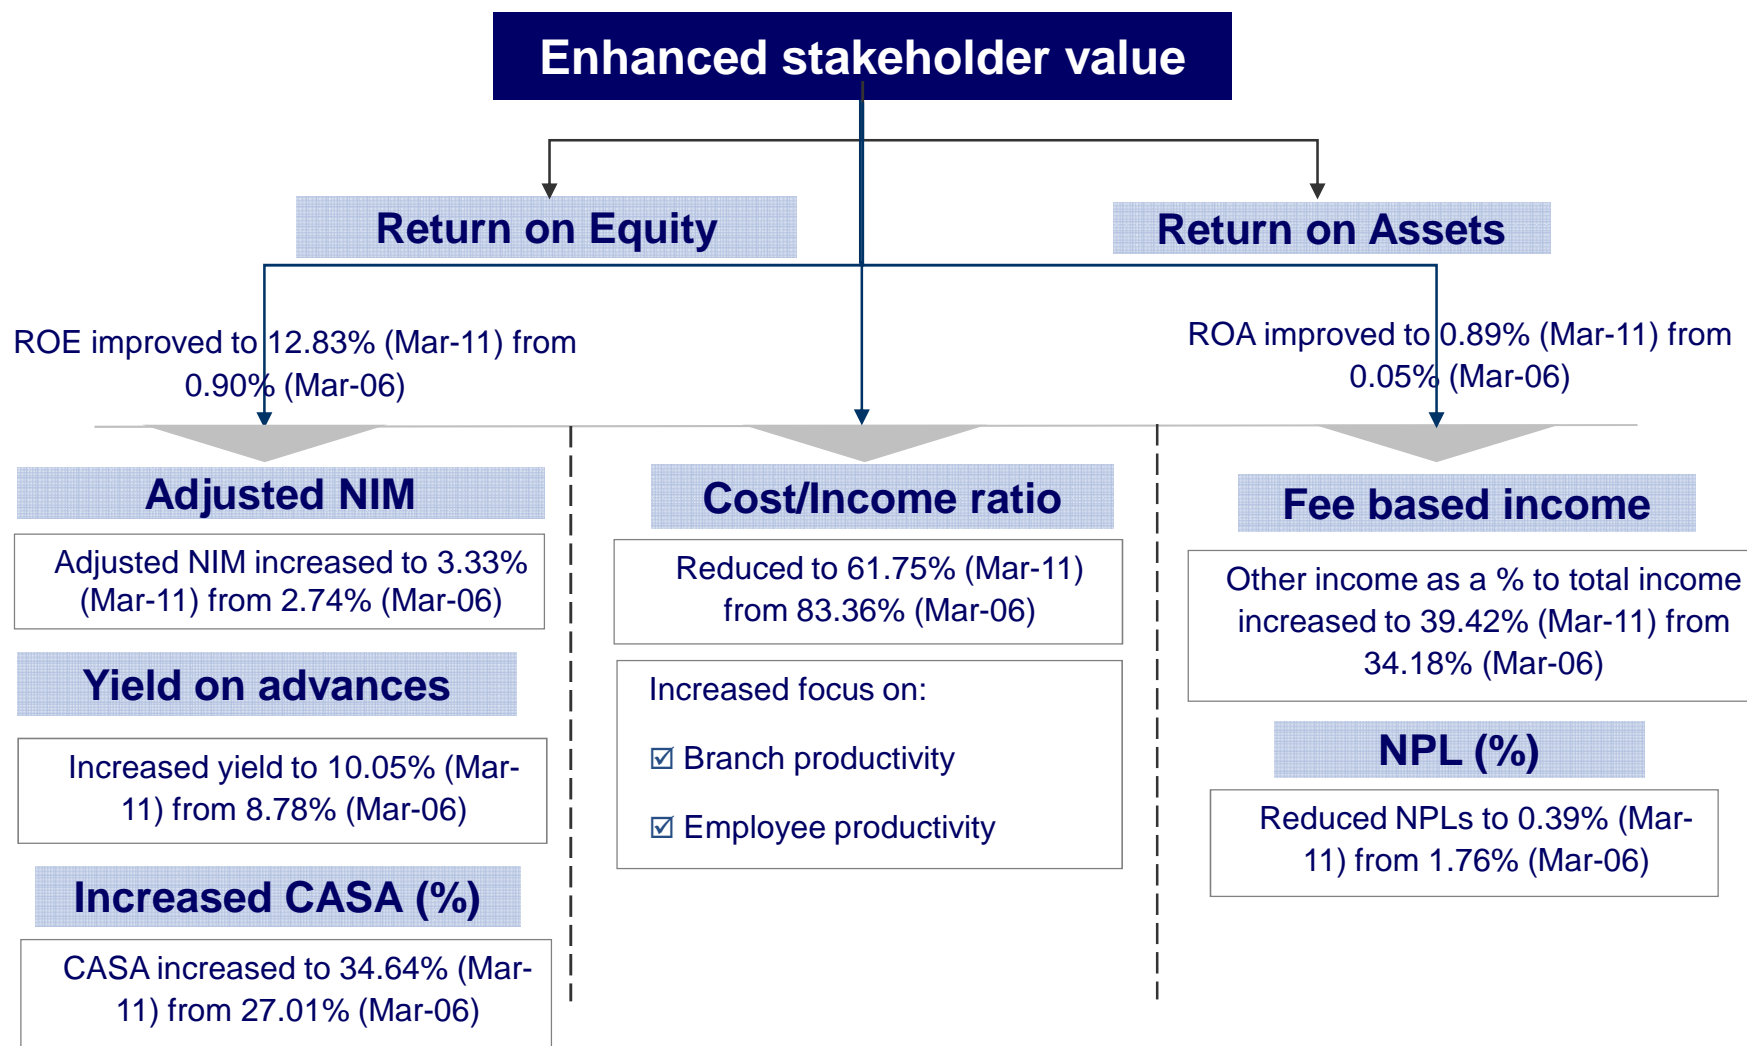 Enhanced stakeholder value
Return on Equity
Return on Assets
ROE improved to 12.83% (Mar-11) from
0.90% (Mar-06)
ROA improved to 0.89% (Mar-11) from
0.05% (Mar-06)
Adjusted NIM
Adjusted NIM increased to 3.33%
(Mar-11) from 2.74% (Mar-06)
Yield on advances
Increased yield to 10.05% (Mar-
11) from 8.78% (Mar-06)
Increased CASA (%)
CASA increased to 34.64% (Mar-
11) from 27.01% (Mar-06)
Cost/Income ratio
Reduced to 61.75% (Mar-11)
from 83.36% (Mar-06)
Increased focus on:
☑ Branch productivity
☑ Employee productivity
Fee based income
Other income as a % to total income
increased to 39.42% (Mar-11) from
34.18% (Mar-06)
NPL (%)
Reduced NPLs to 0.39% (Mar-
11) from 1.76% (Mar-06)